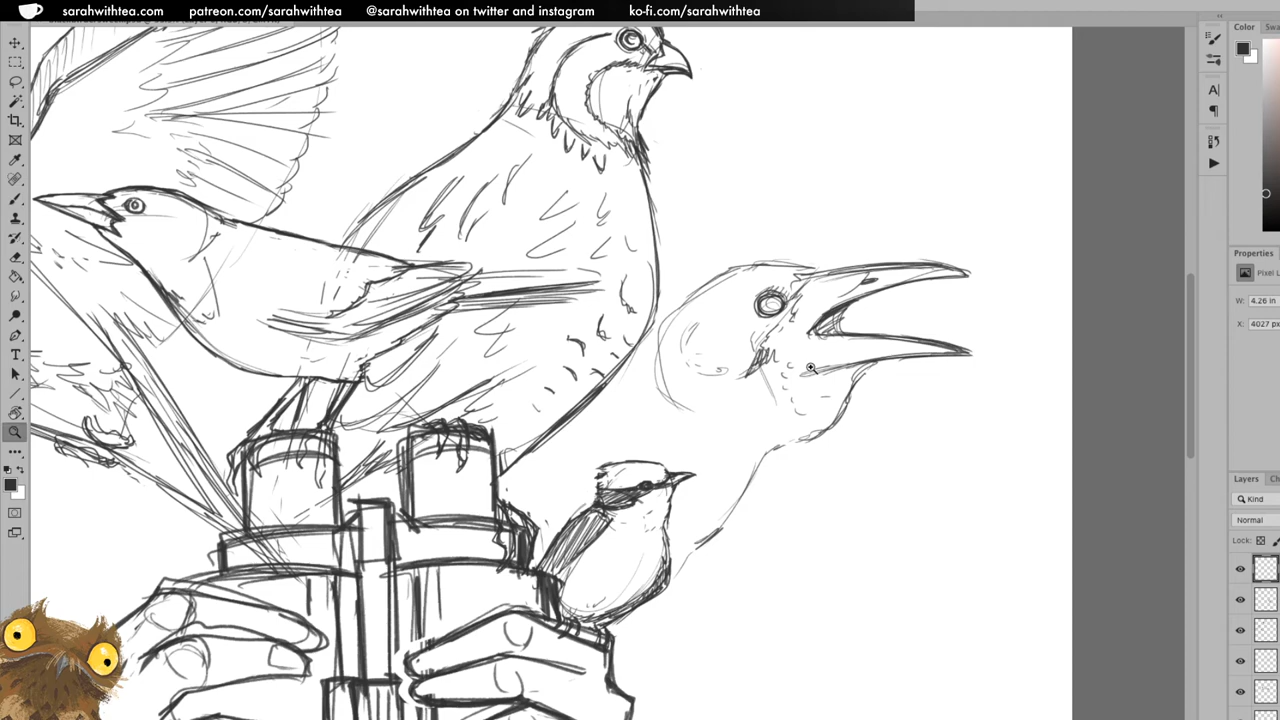 sarahwithtea.com patreon.com/sarahwithtea @sarahwithtea on twitter and instagram ko-fi.com/sarahwithtea
Color
Properties
Pixel
W: 4.26 in
X: 4027 px
Layers
Kind
Normal
Lock: